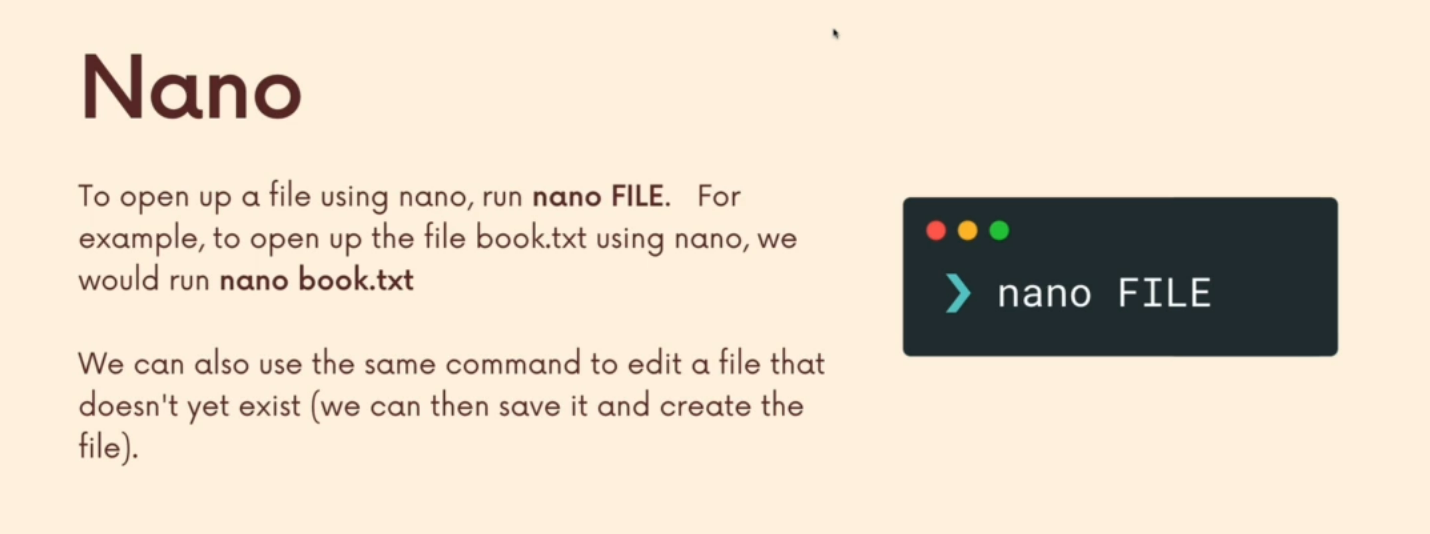 Nano
To open up a file using nano, run nano FILE. For
example, to open up the file book.txt using nano, we
would run nano book.txt
We can also use the same command to edit a file that
doesn't yet exist (we can then save it and create the
file).
❯ nano FILE